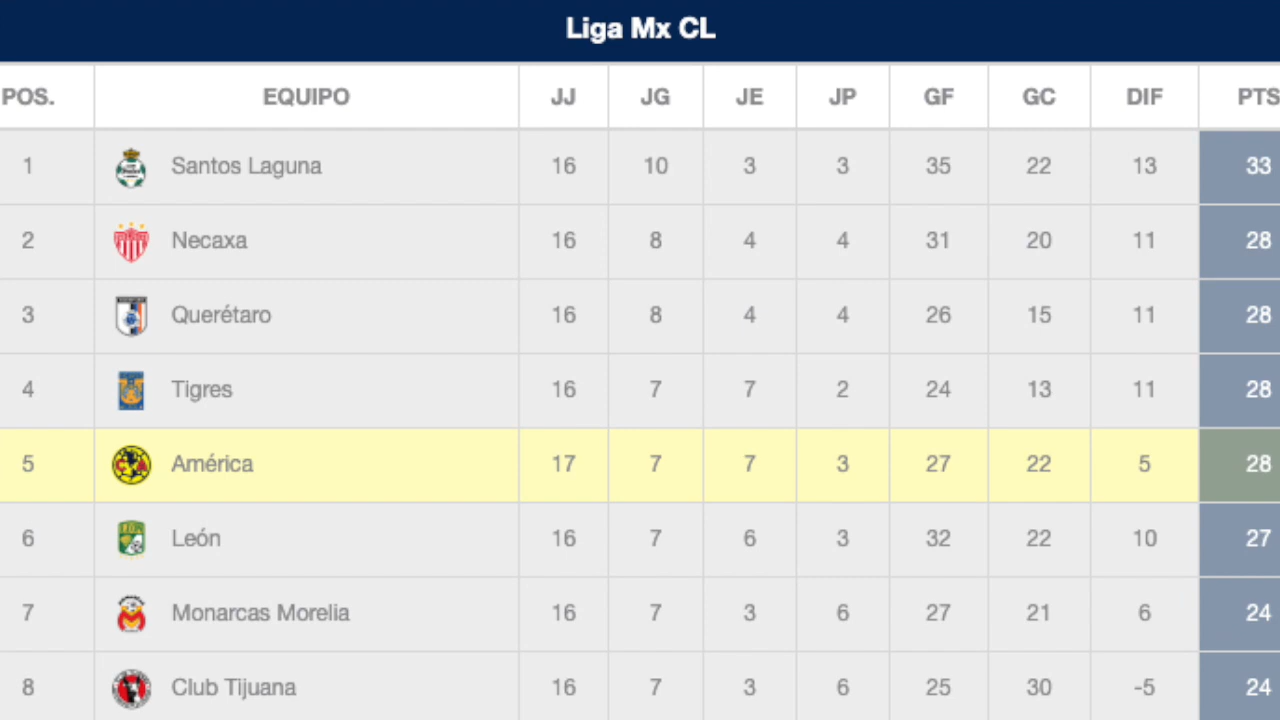 Liga Mx CL
POS. EQUIPO JJ JG JE JP GF GC DIF PTS
1 Santos Laguna 16 10 3 3 35 22 13 33
2 Necaxa 16 8 4 4 31 20 11 28
3 Querétaro 16 8 4 4 26 15 11 28
4 Tigres 16 7 7 2 24 13 11 28
5 América 17 7 7 3 27 22 5 28
6 León 16 7 6 3 32 22 10 27
7 Monarcas Morelia 16 7 3 6 27 21 6 24
8 Club Tijuana 16 7 3 6 25 30 -5 24